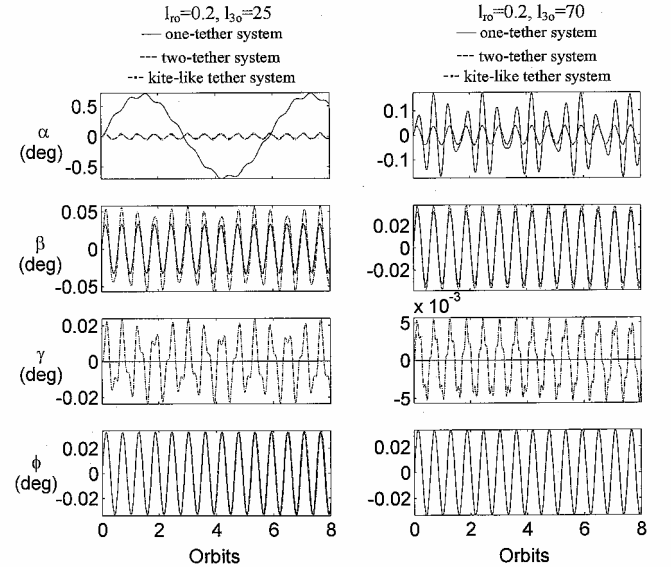 l_ro=0.2, l_3o=25
one-tether system
two-tether system
kite-like tether system
0.5
0
-0.5
α
(deg)
0.05
0
-0.05
β
(deg)
0.02
0
-0.02
γ
(deg)
0.02
0
-0.02
ϕ
(deg)
0 2 4 6 8
Orbits
l_ro=0.2, l_3o=70
one-tether system
two-tether system
kite-like tether system
0.1
0
-0.1
0.02
0
-0.02
x 10^-3
5
0
-5
0.02
0
-0.02
0 2 4 6 8
Orbits